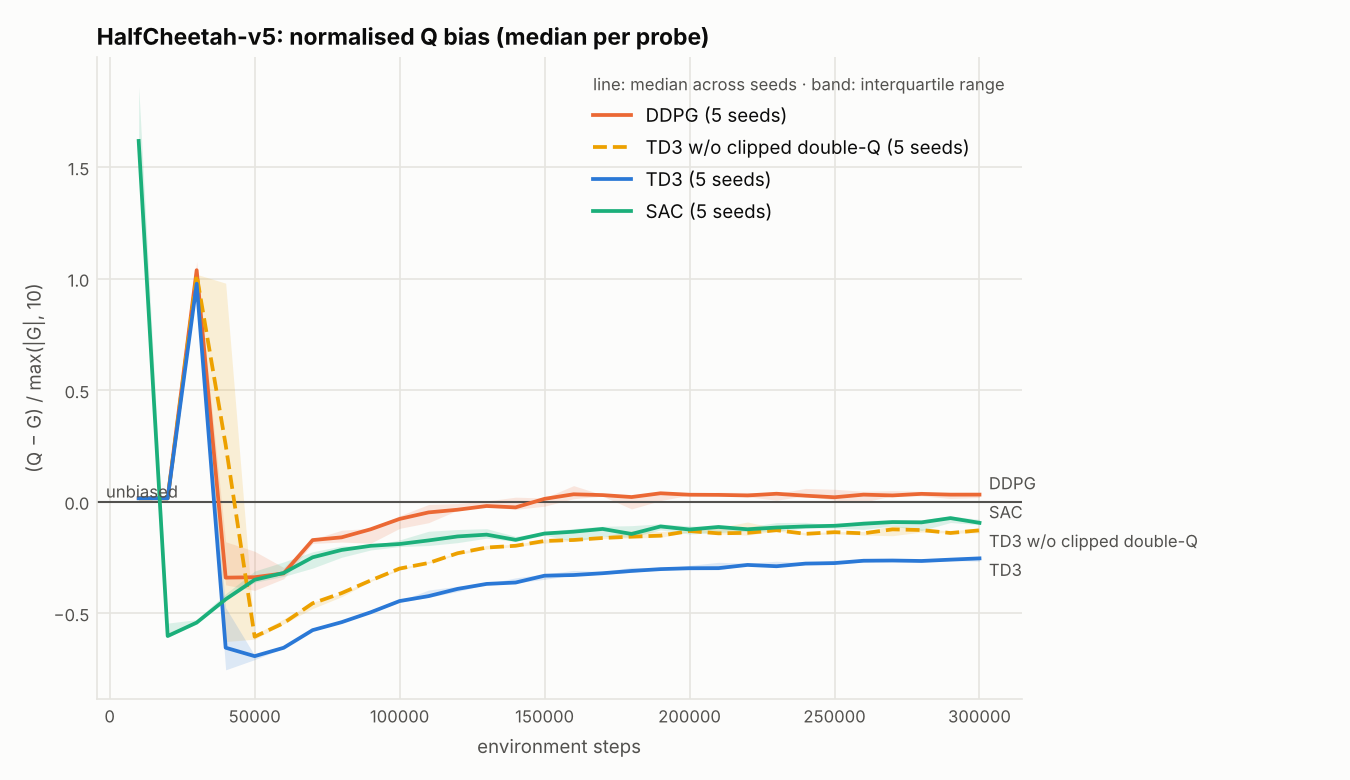 HalfCheetah-v5: normalised Q bias (median per probe)
line: median across seeds · band: interquartile range
DDPG (5 seeds)
TD3 w/o clipped double-Q (5 seeds)
TD3 (5 seeds)
SAC (5 seeds)
(Q − G) / max(|G|, 10)
1.5
1.0
0.5
0.0
−0.5
unbiased
DDPG
SAC
TD3 w/o clipped double-Q
TD3
0
50000
100000
150000
200000
250000
300000
environment steps